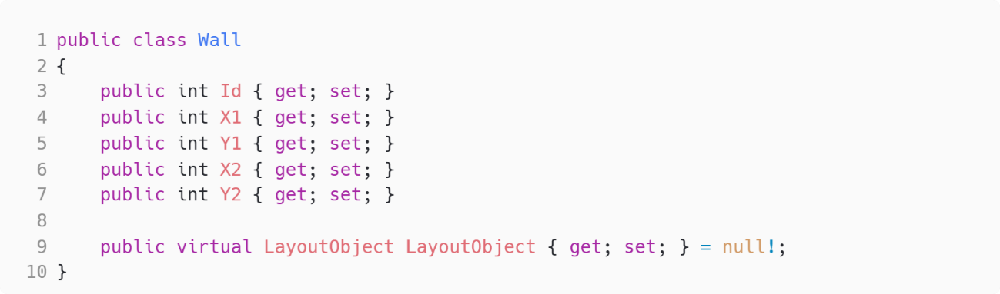 1 public class Wall
2 {
3     public int Id { get; set; }
4     public int X1 { get; set; }
5     public int Y1 { get; set; }
6     public int X2 { get; set; }
7     public int Y2 { get; set; }
8
9     public virtual LayoutObject LayoutObject { get; set; } = null!;
10 }